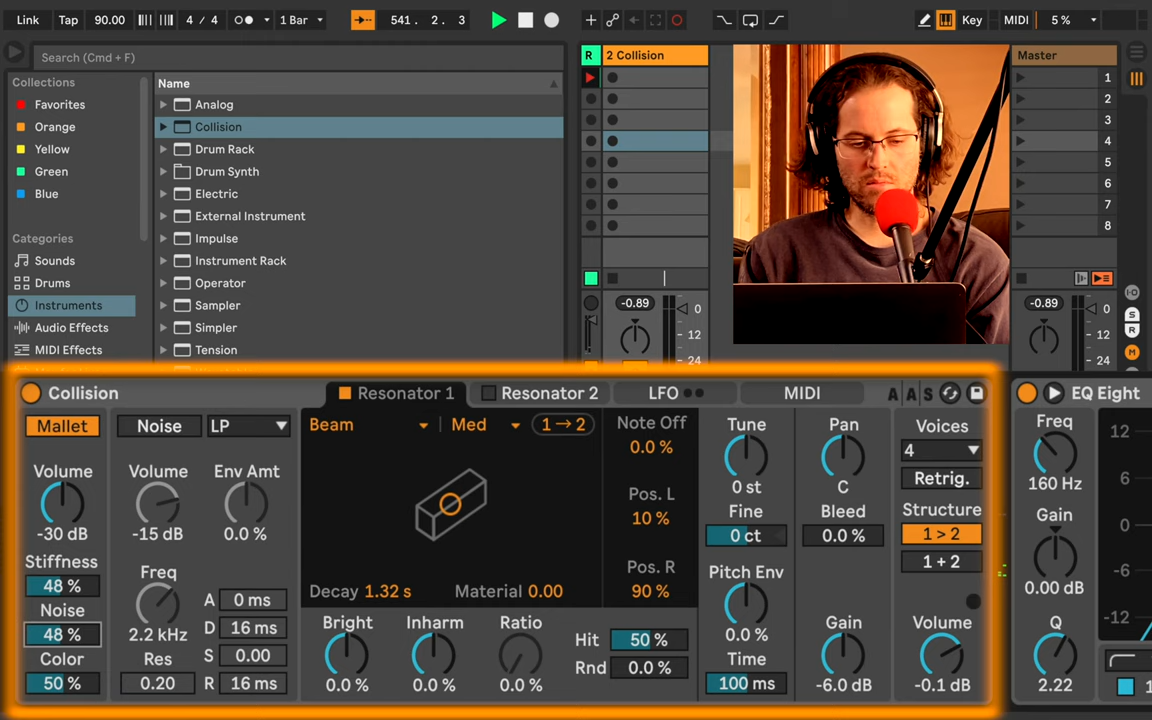 Link Tap 90.00 4 / 4 1 Bar 541. 2. 3 Key MIDI 5 %
Search (Cmd + F)
Collections
Favorites
Orange
Yellow
Green
Blue
Categories
Sounds
Drums
Instruments
Audio Effects
MIDI Effects
Name
Analog
Collision
Drum Rack
Drum Synth
Electric
External Instrument
Impulse
Instrument Rack
Operator
Sampler
Simpler
Tension
R 2 Collision
-0.89
0
12
24
Master
1
2
3
4
5
6
7
8
I-O
S
R
M
-0.89
0
12
24
Collision
Resonator 1 Resonator 2 LFO MIDI A A S
Mallet
Volume
-30 dB
Stiffness
48 %
Noise
48 %
Color
50 %
Noise LP
Volume
-15 dB
Env Amt
0.0 %
Freq
2.2 kHz
Res
0.20
A 0 ms
D 16 ms
S 0.00
R 16 ms
Beam Med 1→2
Decay 1.32 s Material 0.00
Bright
0.0 %
Inharm
0.0 %
Ratio
0.0 %
Note Off
0.0 %
Pos. L
10 %
Pos. R
90 %
Hit 50 %
Rnd 0.0 %
Tune
0 st
Fine
0 ct
Pitch Env
0.0 %
Time
100 ms
Pan
C
Bleed
0.0 %
Gain
-6.0 dB
Voices
4
Retrig.
Structure
1 > 2
1 + 2
Volume
-0.1 dB
EQ Eight
Freq
160 Hz
Gain
0.00 dB
Q
2.22
12
6
0
-6
-12
1